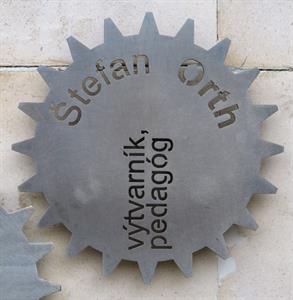 Štefan Orth
výtvarník,
pedagóg